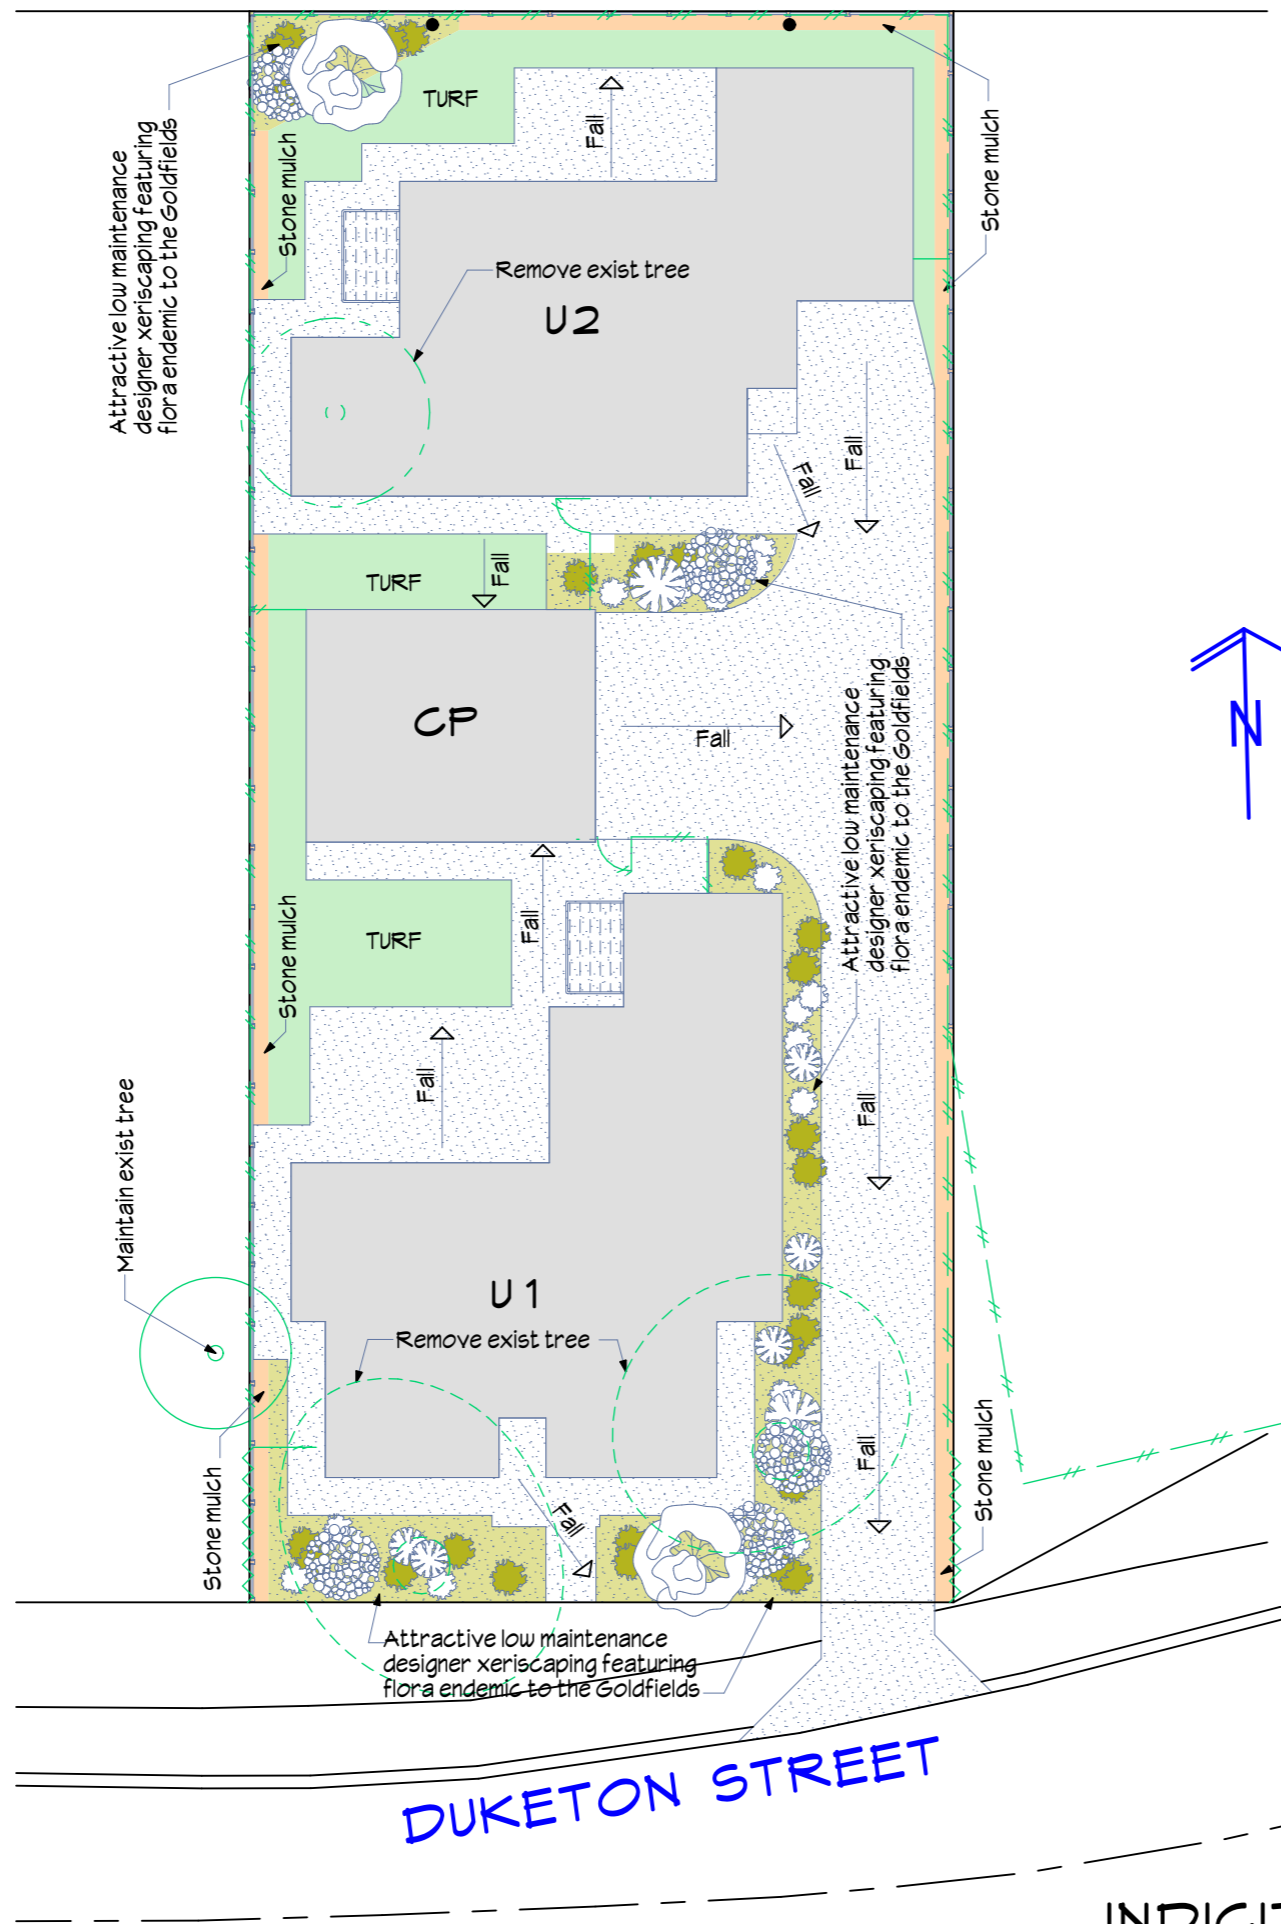 TURF
Fall
Stone mulch
Attractive low maintenance
designer xeriscaping featuring
flora endemic to the Goldfields
Stone mulch
Remove exist tree
U2
Fall
Fall
TURF
Fall
CP
Fall
N
Attractive low maintenance
designer xeriscaping featuring
flora endemic to the Goldfields
TURF
Fall
Stone mulch
Fall
Fall
Maintain exist tree
U 1
Remove exist tree
Fall
Stone mulch
Fall
Stone mulch
Attractive low maintenance
designer xeriscaping featuring
flora endemic to the Goldfields
DUKETON STREET